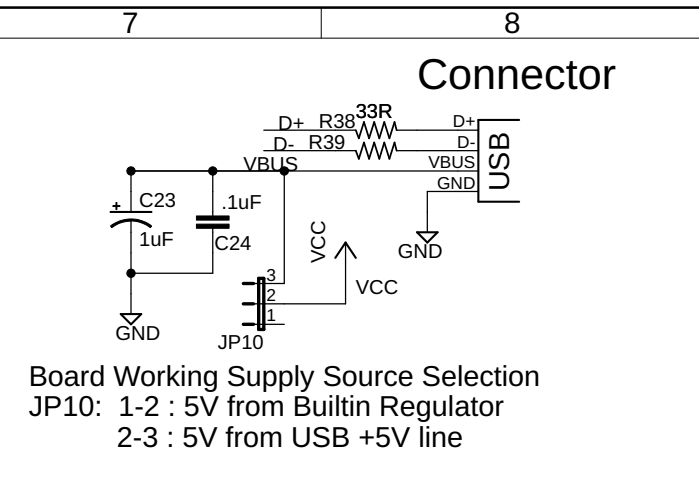 7 8
Connector
33R
D+ R38 D+
D- R39 D-
VBUS VBUS
GND
USB
+ C23 .1uF
1uF C24
VCC
GND
3
2 VCC
1
GND
JP10
Board Working Supply Source Selection
JP10: 1-2 : 5V from Builtin Regulator
2-3 : 5V from USB +5V line